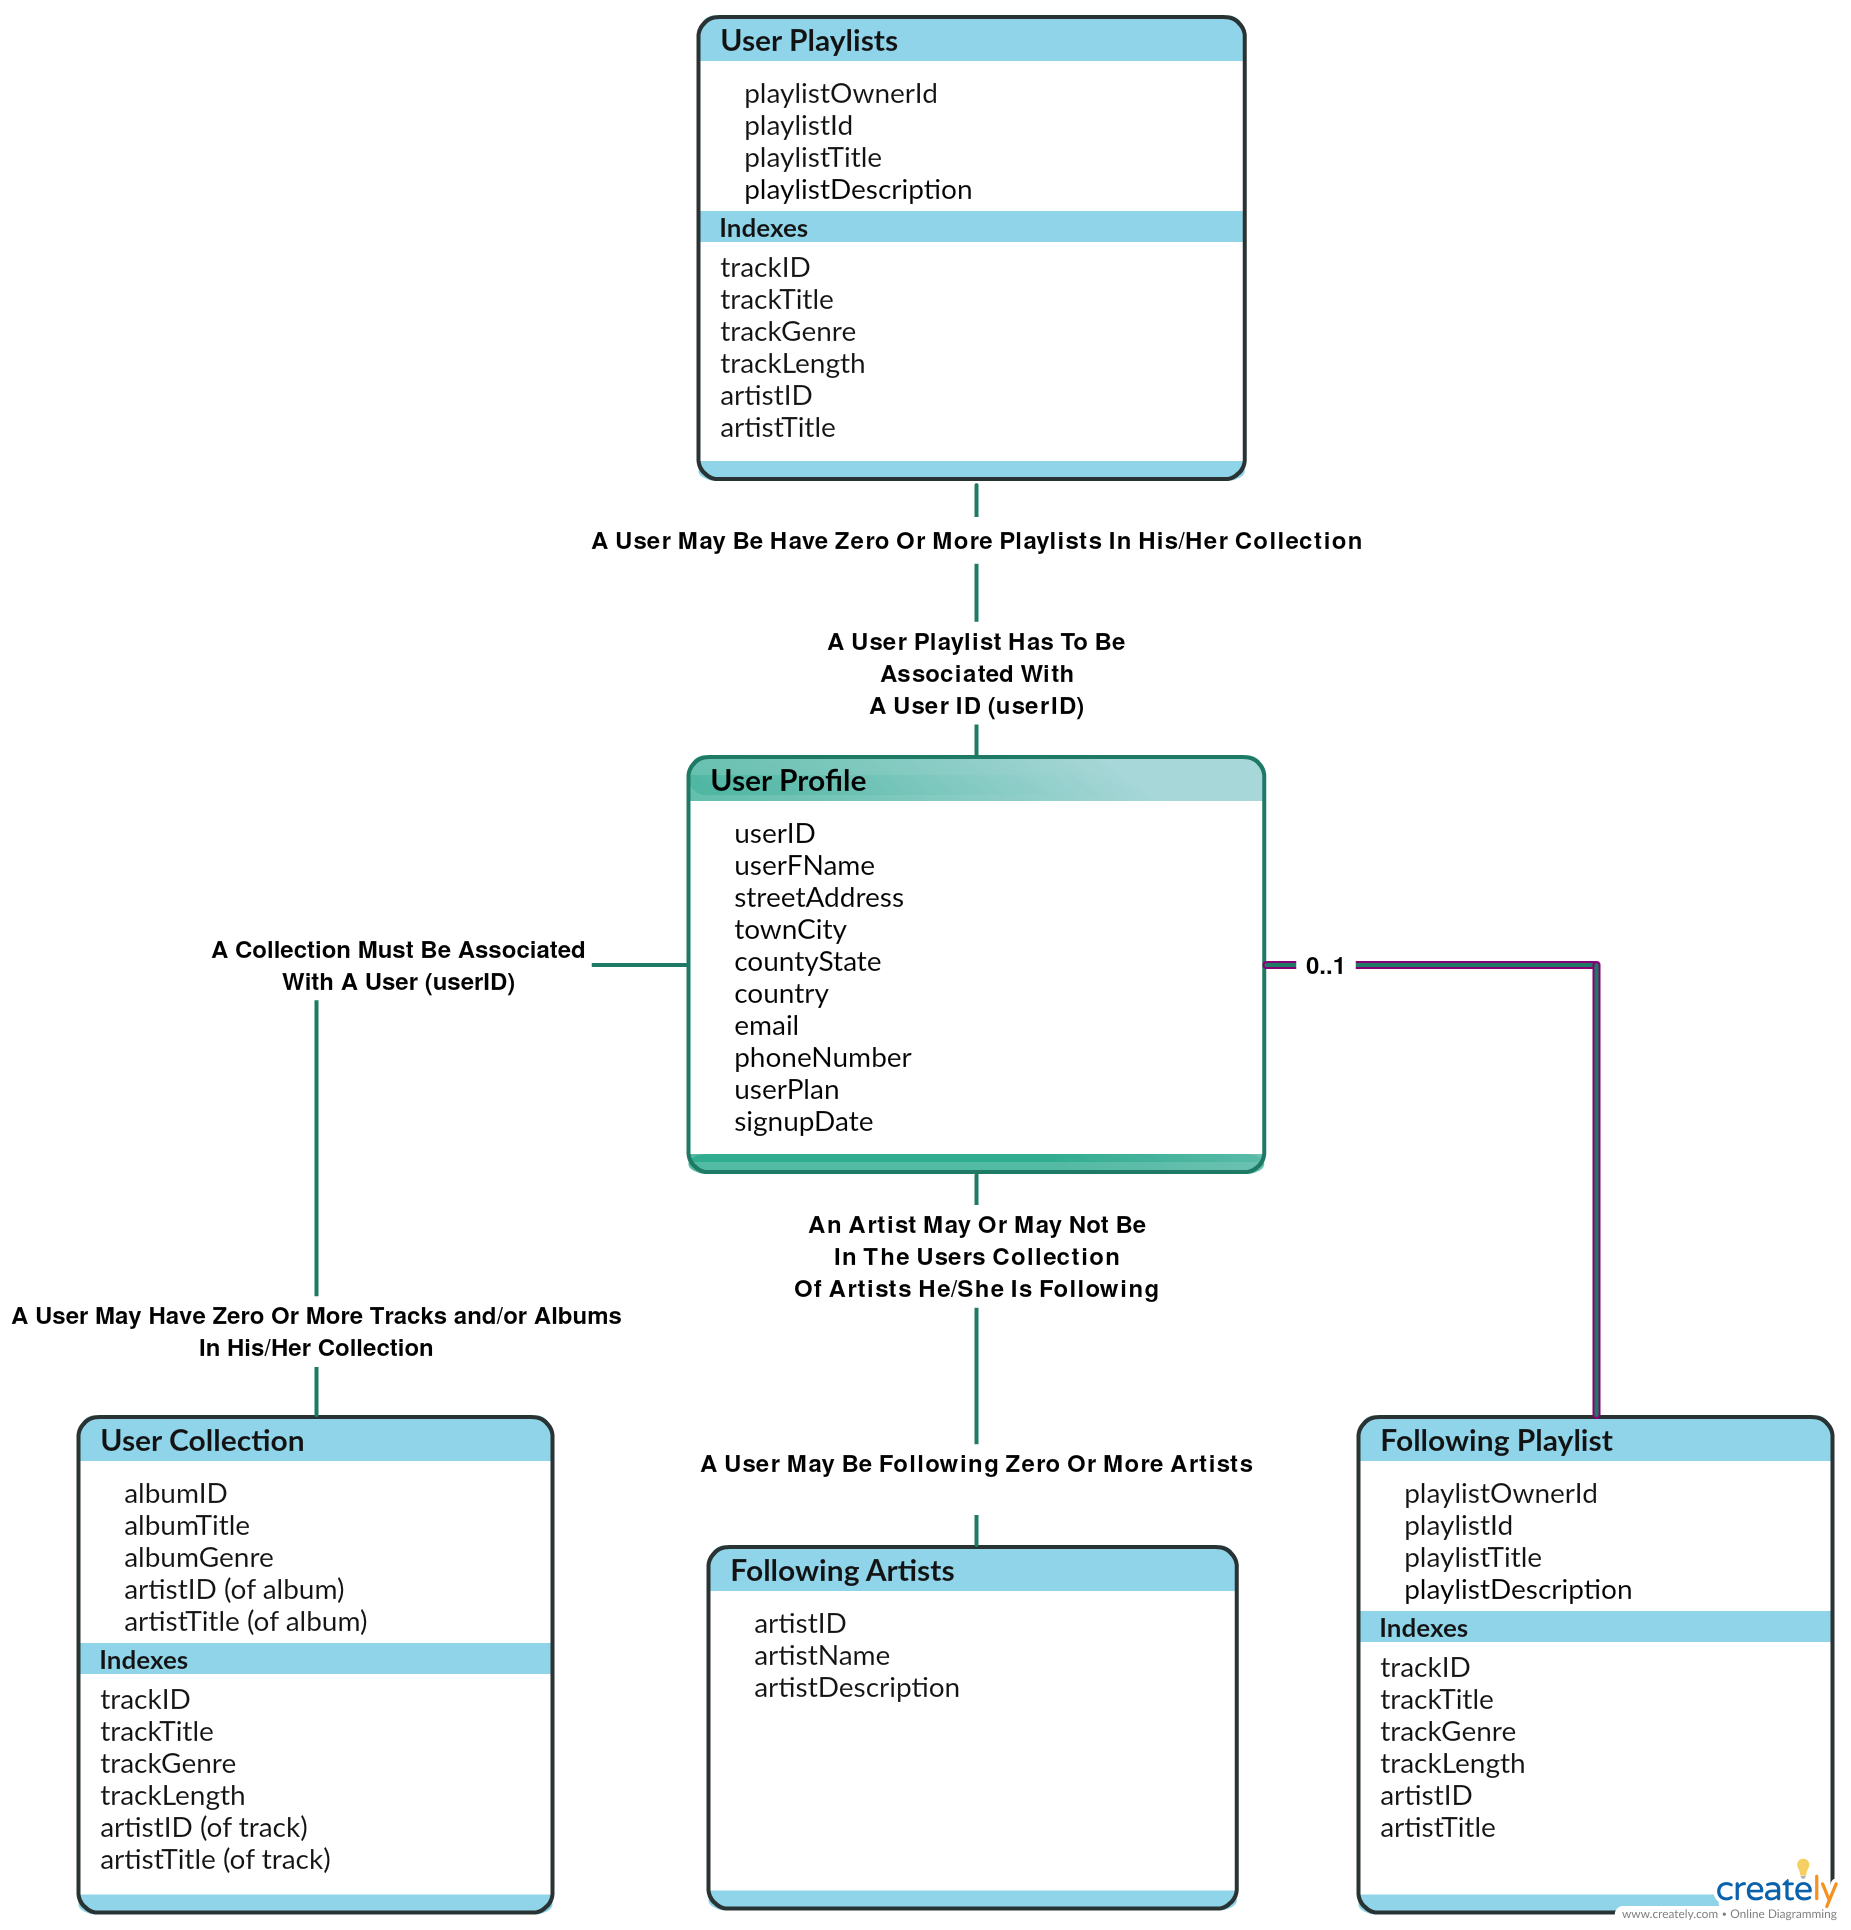 User Playlists
playlistOwnerId
playlistId
playlistTitle
playlistDescription
Indexes
trackID
trackTitle
trackGenre
trackLength
artistID
artistTitle
A User May Be Have Zero Or More Playlists In His/Her Collection
A User Playlist Has To Be
Associated With
A User ID (userID)
User Profile
userID
userFName
streetAddress
townCity
countyState
country
email
phoneNumber
userPlan
signupDate
A Collection Must Be Associated
With A User (userID)
0..1
An Artist May Or May Not Be
In The Users Collection
Of Artists He/She Is Following
A User May Have Zero Or More Tracks and/or Albums
In His/Her Collection
A User May Be Following Zero Or More Artists
User Collection
albumID
albumTitle
albumGenre
artistID (of album)
artistTitle (of album)
Indexes
trackID
trackTitle
trackGenre
trackLength
artistID (of track)
artistTitle (of track)
Following Artists
artistID
artistName
artistDescription
Following Playlist
playlistOwnerId
playlistId
playlistTitle
playlistDescription
Indexes
trackID
trackTitle
trackGenre
trackLength
artistID
artistTitle
creately
www.creately.com • Online Diagramming